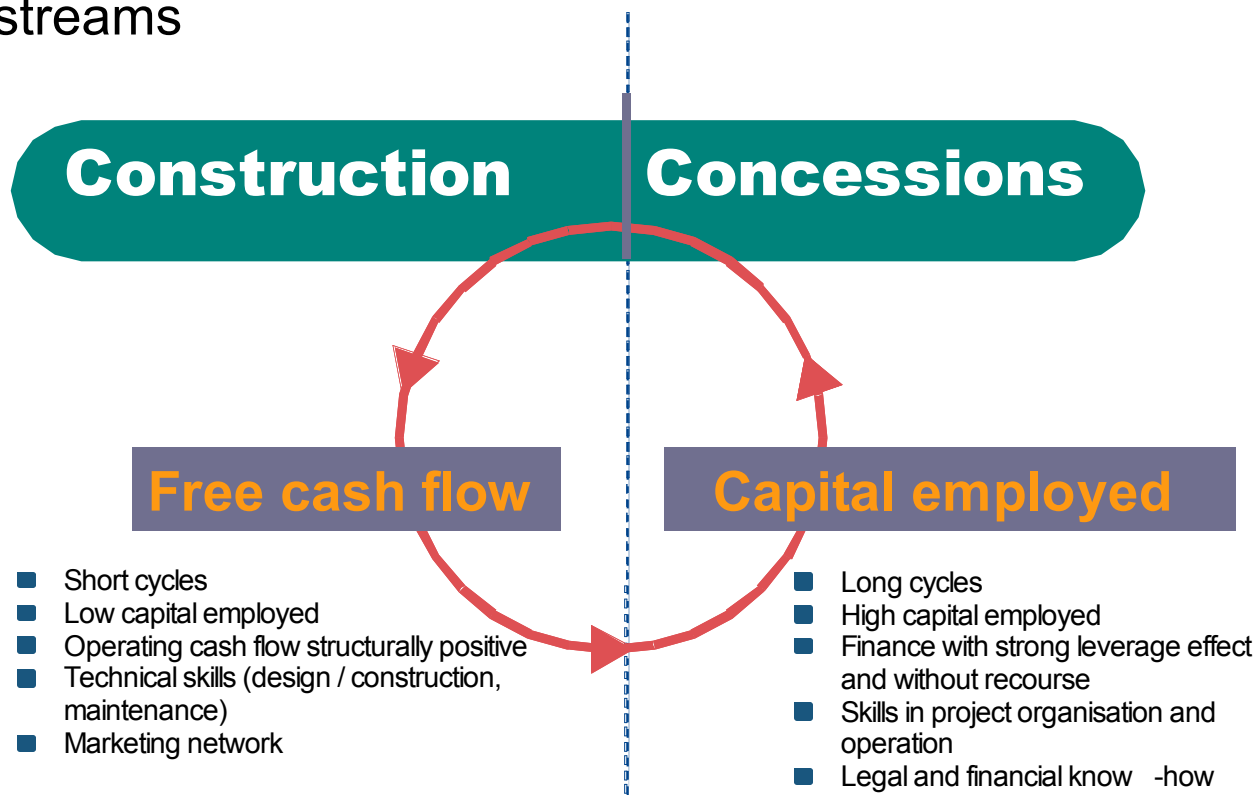 streams
Construction
Concessions
Free cash flow
Capital employed
Short cycles
Low capital employed
Operating cash flow structurally positive
Technical skills (design / construction,
maintenance)
Marketing network
Long cycles
High capital employed
Finance with strong leverage effect
and without recourse
Skills in project organisation and
operation
Legal and financial know -how